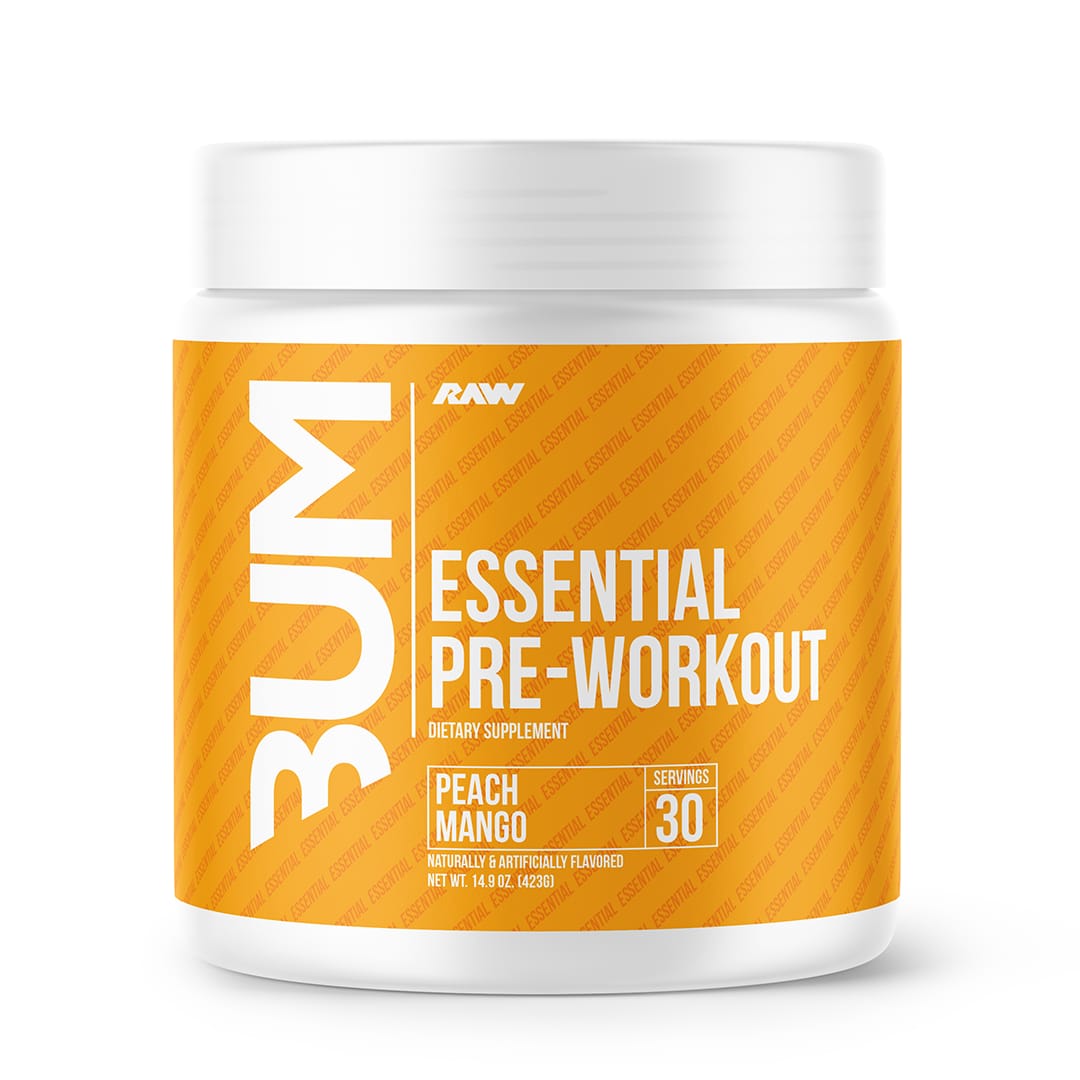 BUM
RAW
ESSENTIAL
PRE-WORKOUT
DIETARY SUPPLEMENT
PEACH
MANGO
SERVINGS
30
NATURALLY & ARTIFICIALLY FLAVORED
NET WT. 14.9 OZ. (423G)